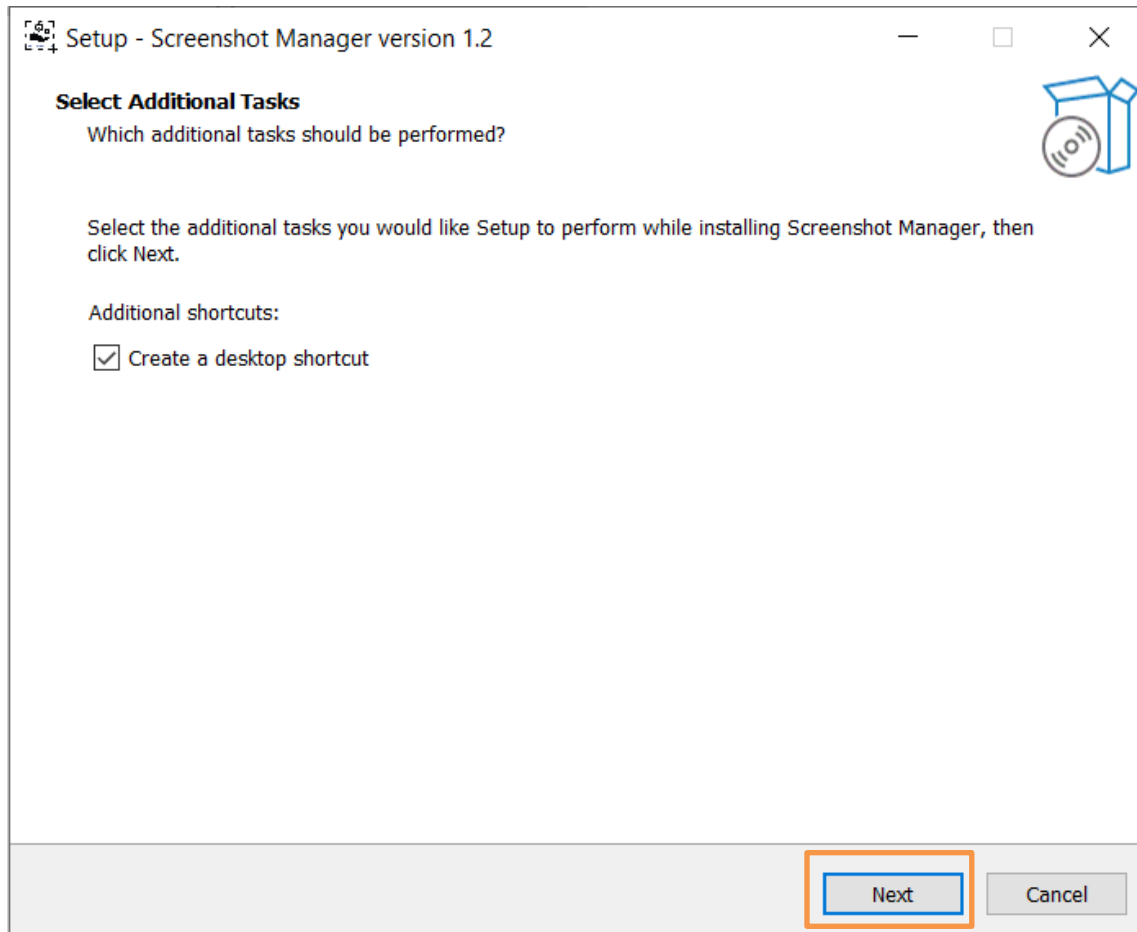 Setup - Screenshot Manager version 1.2
Select Additional Tasks
Which additional tasks should be performed?
Select the additional tasks you would like Setup to perform while installing Screenshot Manager, then
click Next.
Additional shortcuts:
Create a desktop shortcut
Next Cancel